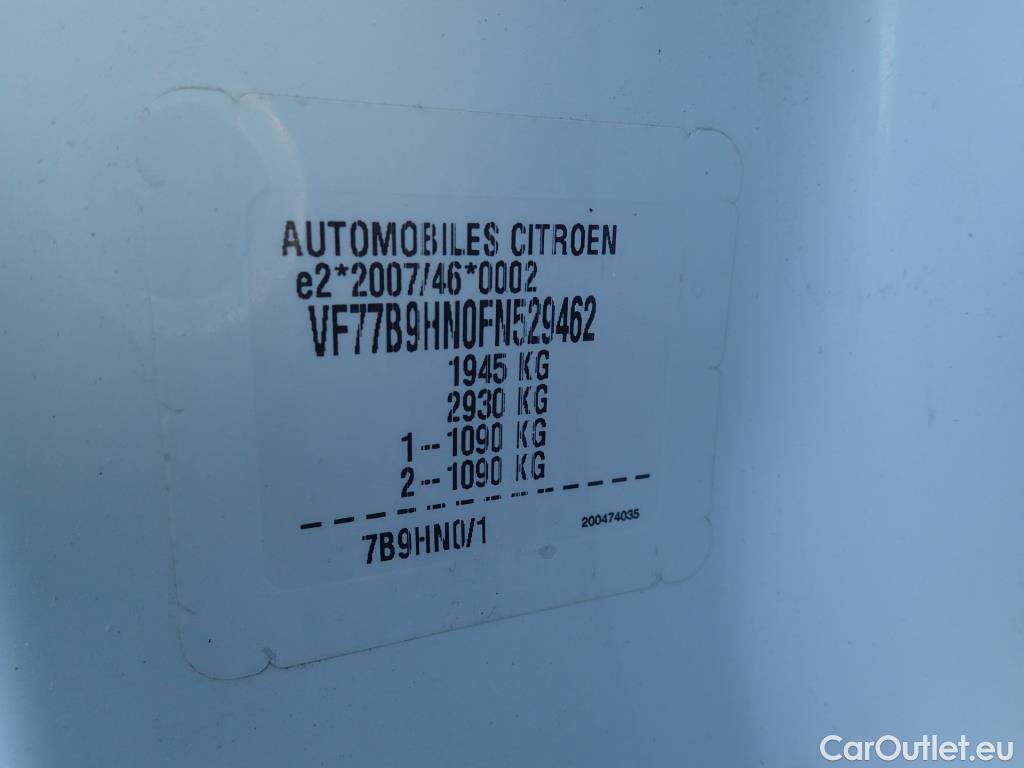 AUTOMOBILES CITROEN
e2*2007/46*0002
VF77B9HN0FN529462
1945 KG
2930 KG
1--1090 KG
2--1090 KG
7B9HN0/1
200474035
CarOutlet.eu